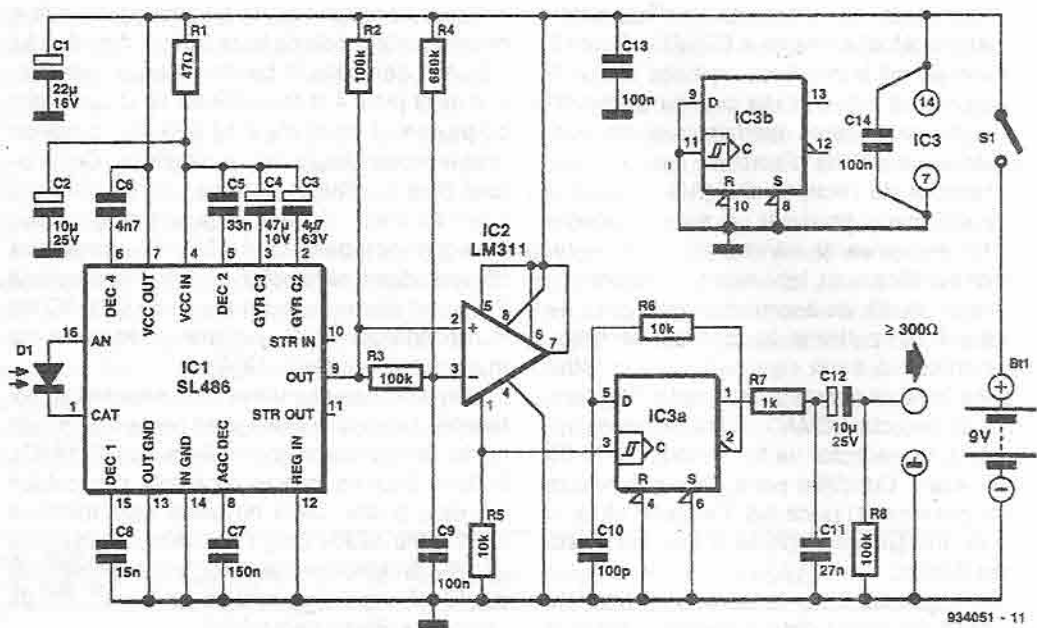 C1
22µ
16V
R1
47Ω
R2
100k
R4
680k
C13
100n
9
D
13
IC3b
11
C
12
R
S
10
8
C14
100n
14
IC3
7
S1
C2
10µ
25V
C6
4n7
C5
33n
C4
47µ
10V
C3
4µ7
63V
6
7
4
5
3
2
DEC 4
VCC OUT
VCC IN
DEC 2
GYR C3
GYR C2
16
AN
D1
1
CAT
IC1
SL486
STR IN
10
OUT
9
STR OUT
11
DEC 1
OUT GND
IN GND
AGC DEC
REG IN
15
13
14
8
12
R3
100k
IC2
LM311
2
3
5
8
6
7
4
R6
10k
5
D
1
IC3a
3
C
2
R
S
4
6
R7
1k
C12
10µ
25V
≥ 300Ω
Bt1
9V
C8
15n
C7
150n
C9
100n
R5
10k
C10
100p
C11
27n
R8
100k
934051 - 11